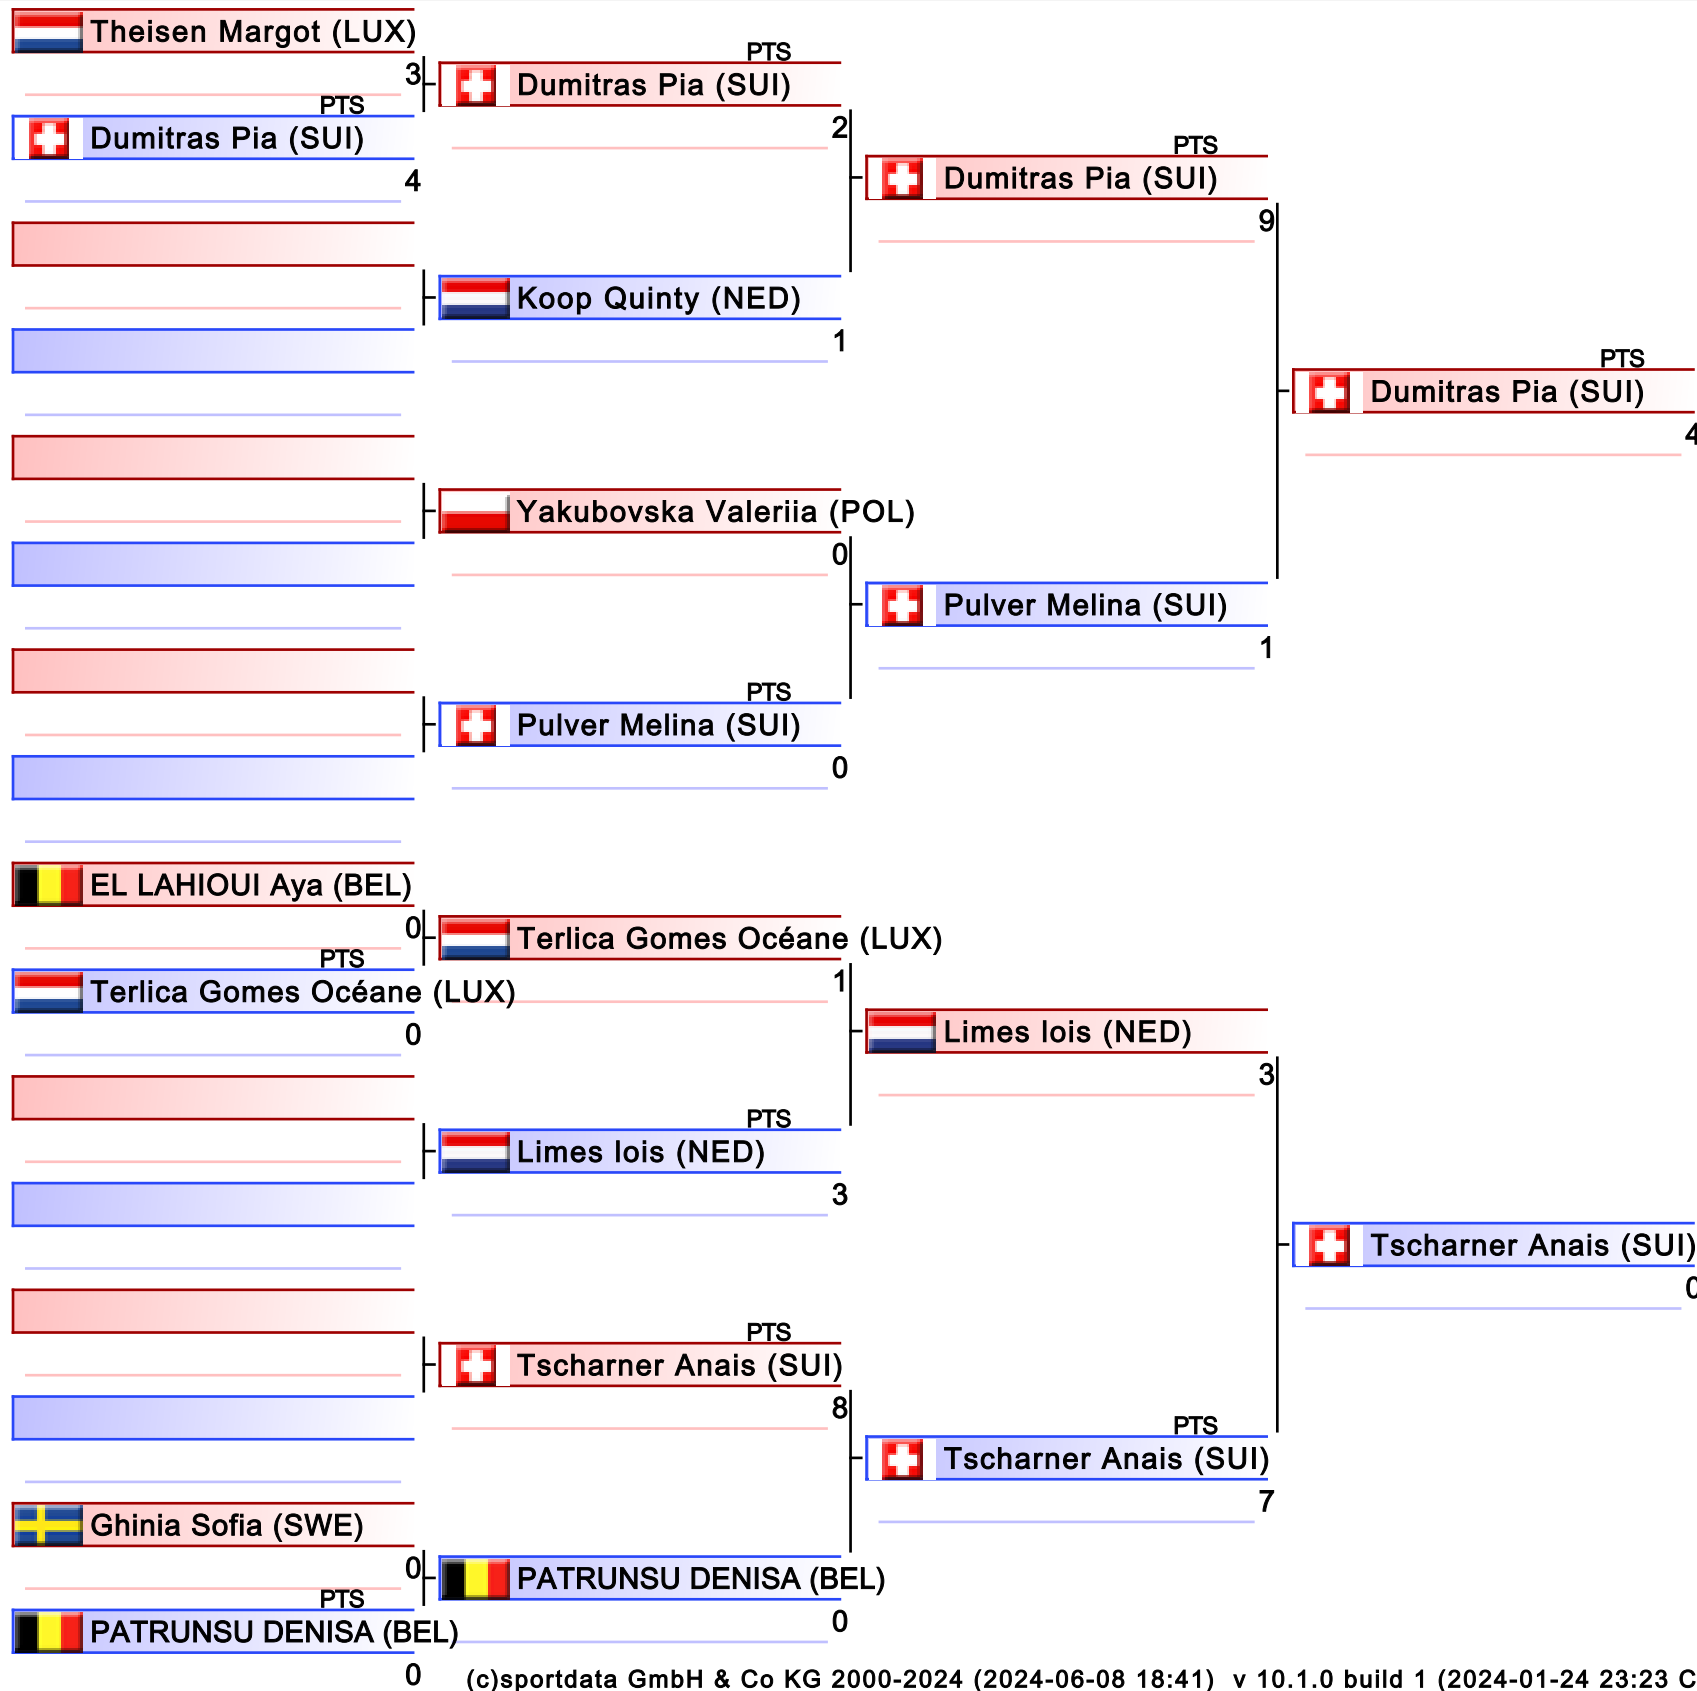 Theisen Margot (LUX)
3
PTS
Dumitras Pia (SUI)
4
EL LAHIOUI Aya (BEL)
0
PTS
Terlica Gomes Océane (LUX)
0
Ghinia Sofia (SWE)
0
PTS
PATRUNSU DENISA (BEL)
0
PTS
Dumitras Pia (SUI)
2
Koop Quinty (NED)
1
Yakubovska Valeriia (POL)
0
PTS
Pulver Melina (SUI)
0
Terlica Gomes Océane (LUX)
1
PTS
Limes lois (NED)
3
PTS
Tscharner Anais (SUI)
8
PATRUNSU DENISA (BEL)
0
PTS
Dumitras Pia (SUI)
9
Pulver Melina (SUI)
1
Limes lois (NED)
3
PTS
Tscharner Anais (SUI)
7
PTS
Dumitras Pia (SUI)
4
Tscharner Anais (SUI)
0
(c)sportdata GmbH & Co KG 2000-2024 (2024-06-08 18:41) v 10.1.0 build 1 (2024-01-24 23:23 C